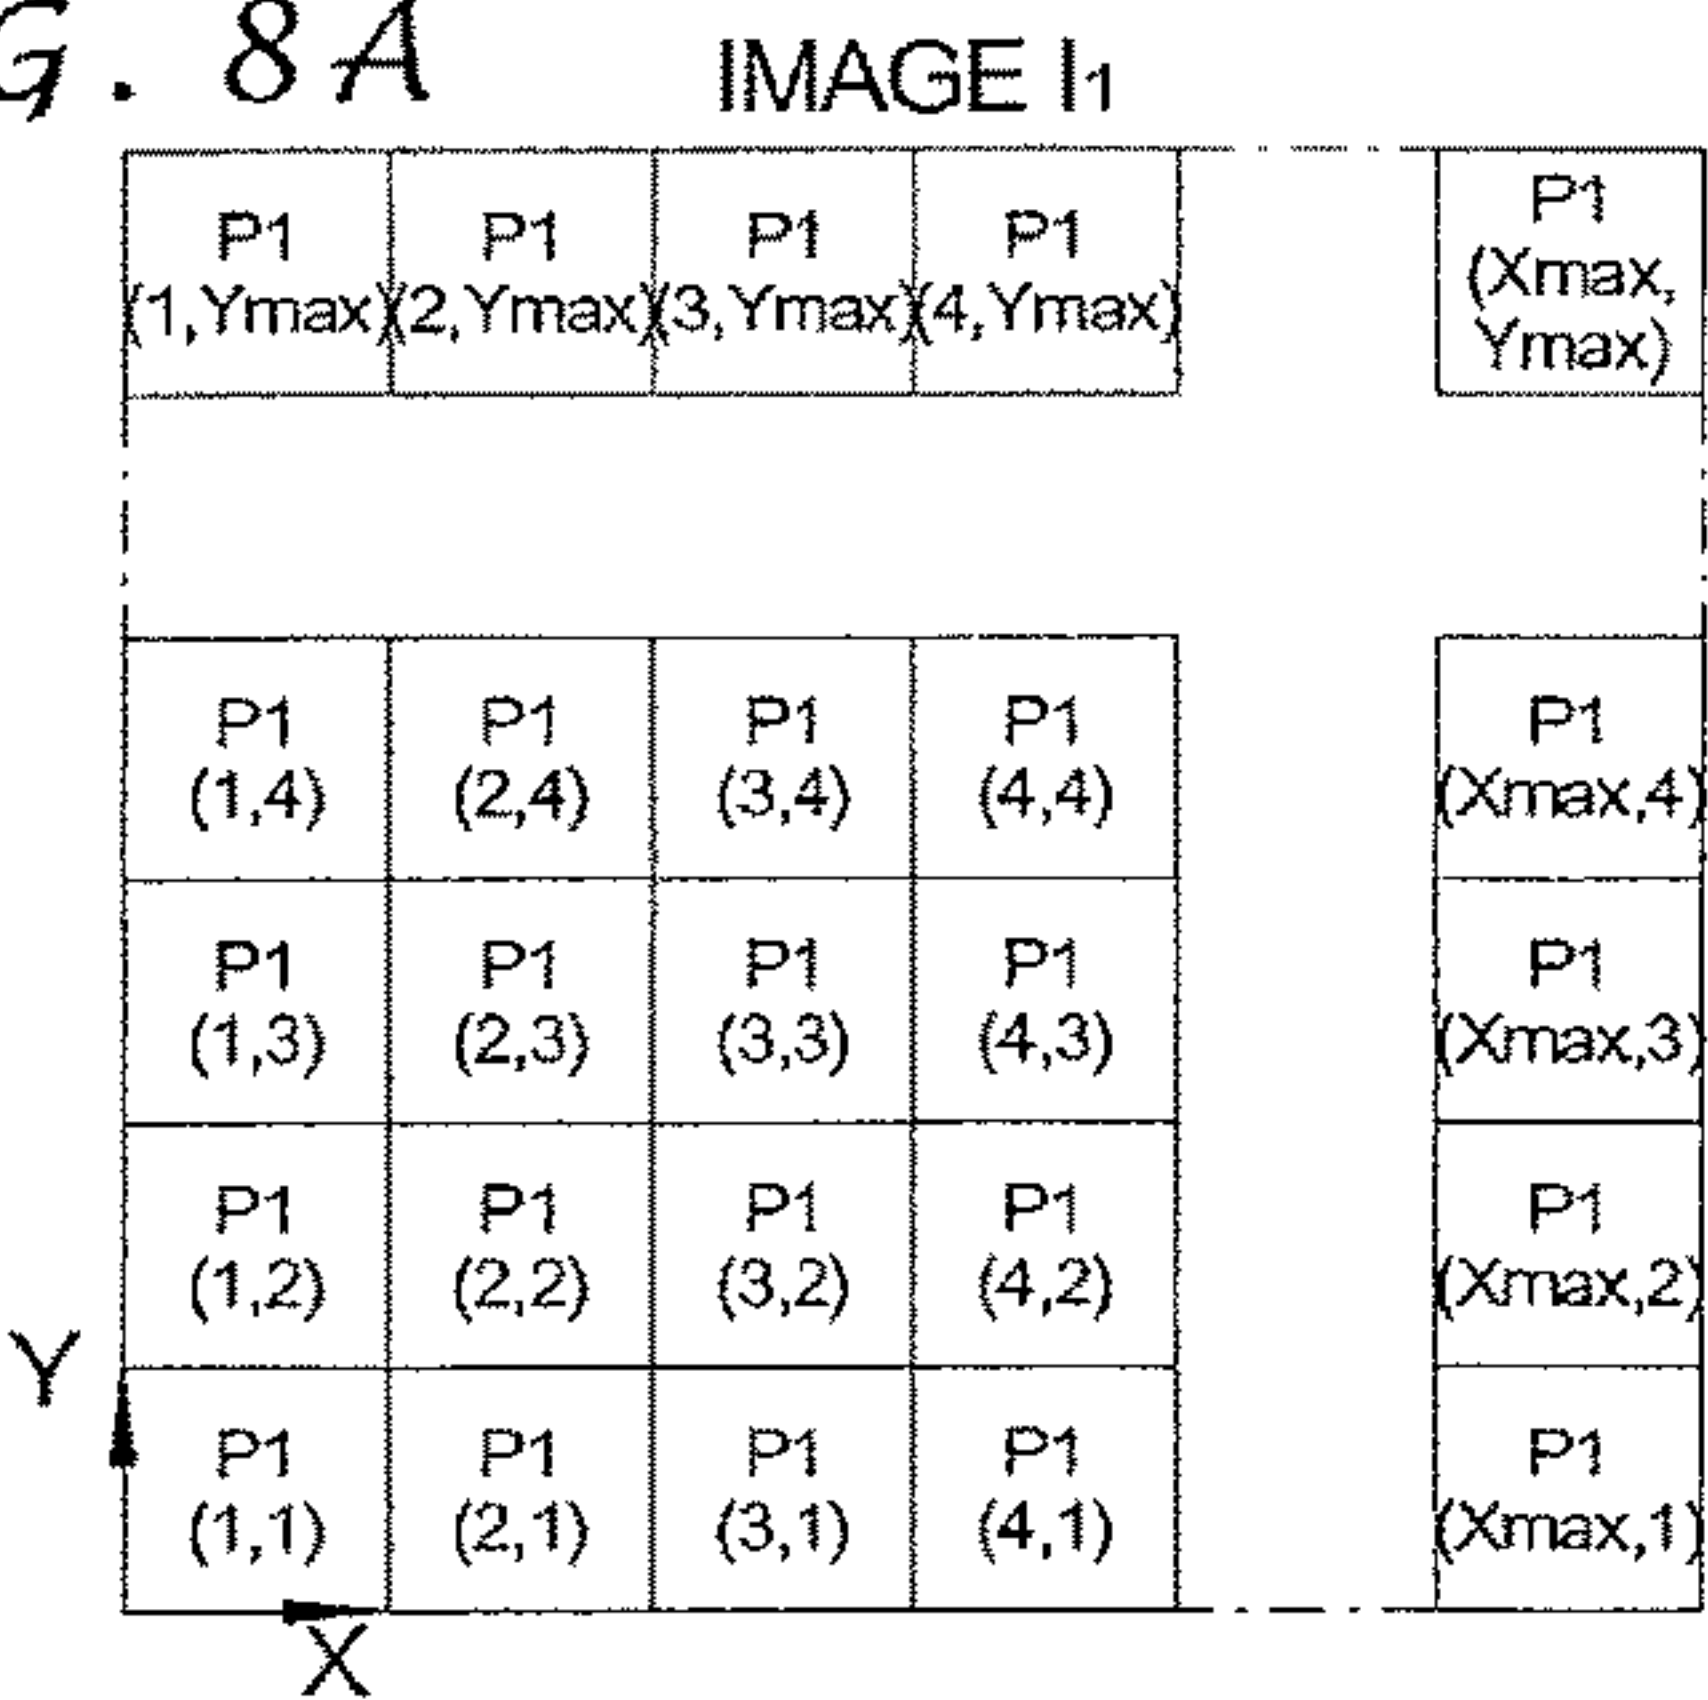 G. 8A
IMAGE I1
P1 P1 P1 P1 P1
(1,Ymax) (2,Ymax) (3,Ymax) (4,Ymax) (Xmax,
Ymax)
P1 P1 P1 P1 P1
(1,4) (2,4) (3,4) (4,4) (Xmax,4)
P1 P1 P1 P1 P1
(1,3) (2,3) (3,3) (4,3) (Xmax,3)
P1 P1 P1 P1 P1
(1,2) (2,2) (3,2) (4,2) (Xmax,2)
Y
P1 P1 P1 P1 P1
(1,1) (2,1) (3,1) (4,1) (Xmax,1)
X